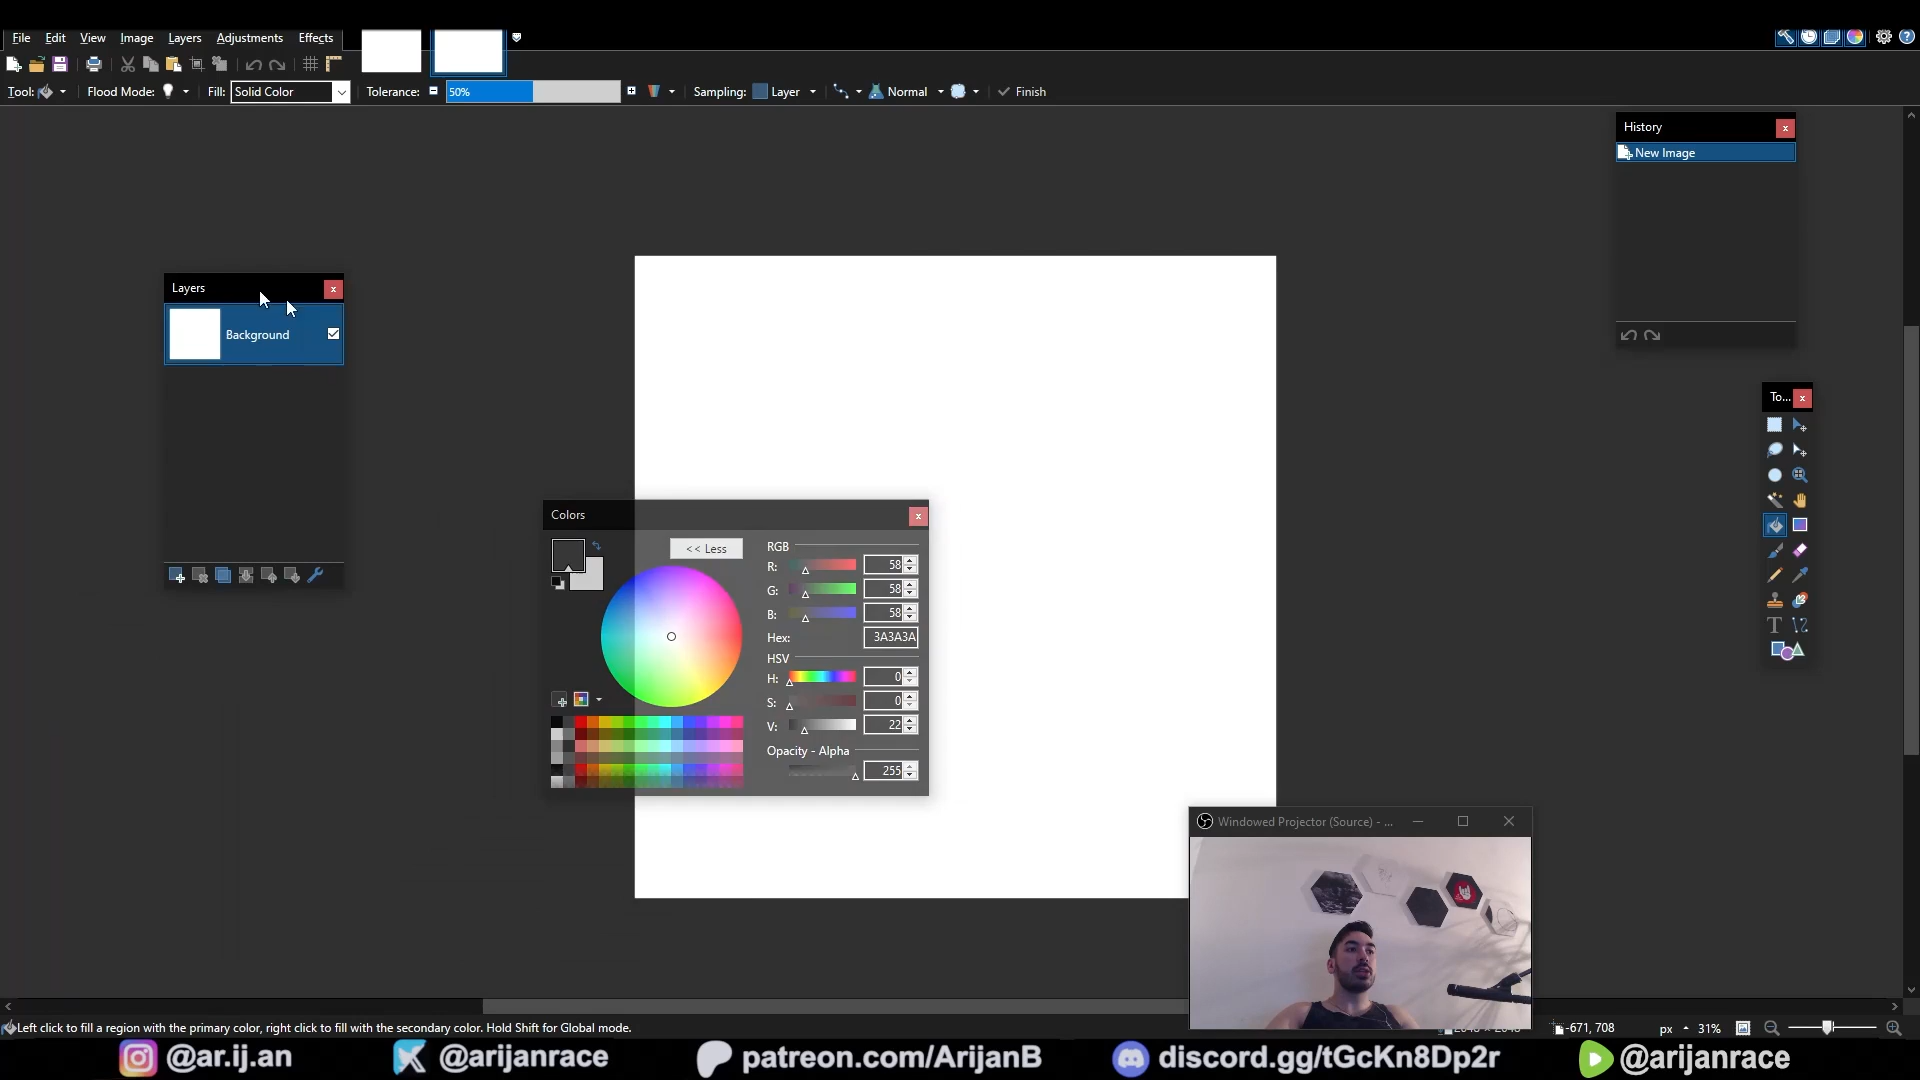 File Edit View Image Layers Adjustments Effects
Tool: Flood Mode: Fill: Solid Color Tolerance: 50% Sampling: Layer Normal Finish
History
New Image
Layers
Background
To...
Colors
<< Less
RGB
R: 58
G: 58
B: 58
Hex: 3A3A3A
HSV
H: 0
S: 0
V: 22
Opacity - Alpha
255
Windowed Projector (Source) - ...
Left click to fill a region with the primary color, right click to fill with the secondary color. Hold Shift for Global mode.
-671, 708 px 31%
@ar.ij.an @arijanrace patreon.com/ArijanB discord.gg/tGcKn8Dp2r @arijanrace